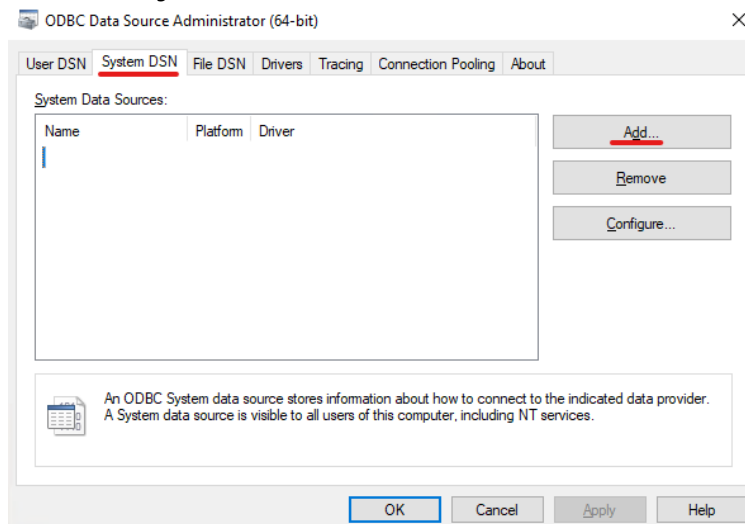 ODBC Data Source Administrator (64-bit)
User DSN System DSN File DSN Drivers Tracing Connection Pooling About
System Data Sources:
Name Platform Driver
Add...
Remove
Configure...
An ODBC System data source stores information about how to connect to the indicated data provider.
A System data source is visible to all users of this computer, including NT services.
OK Cancel Apply Help